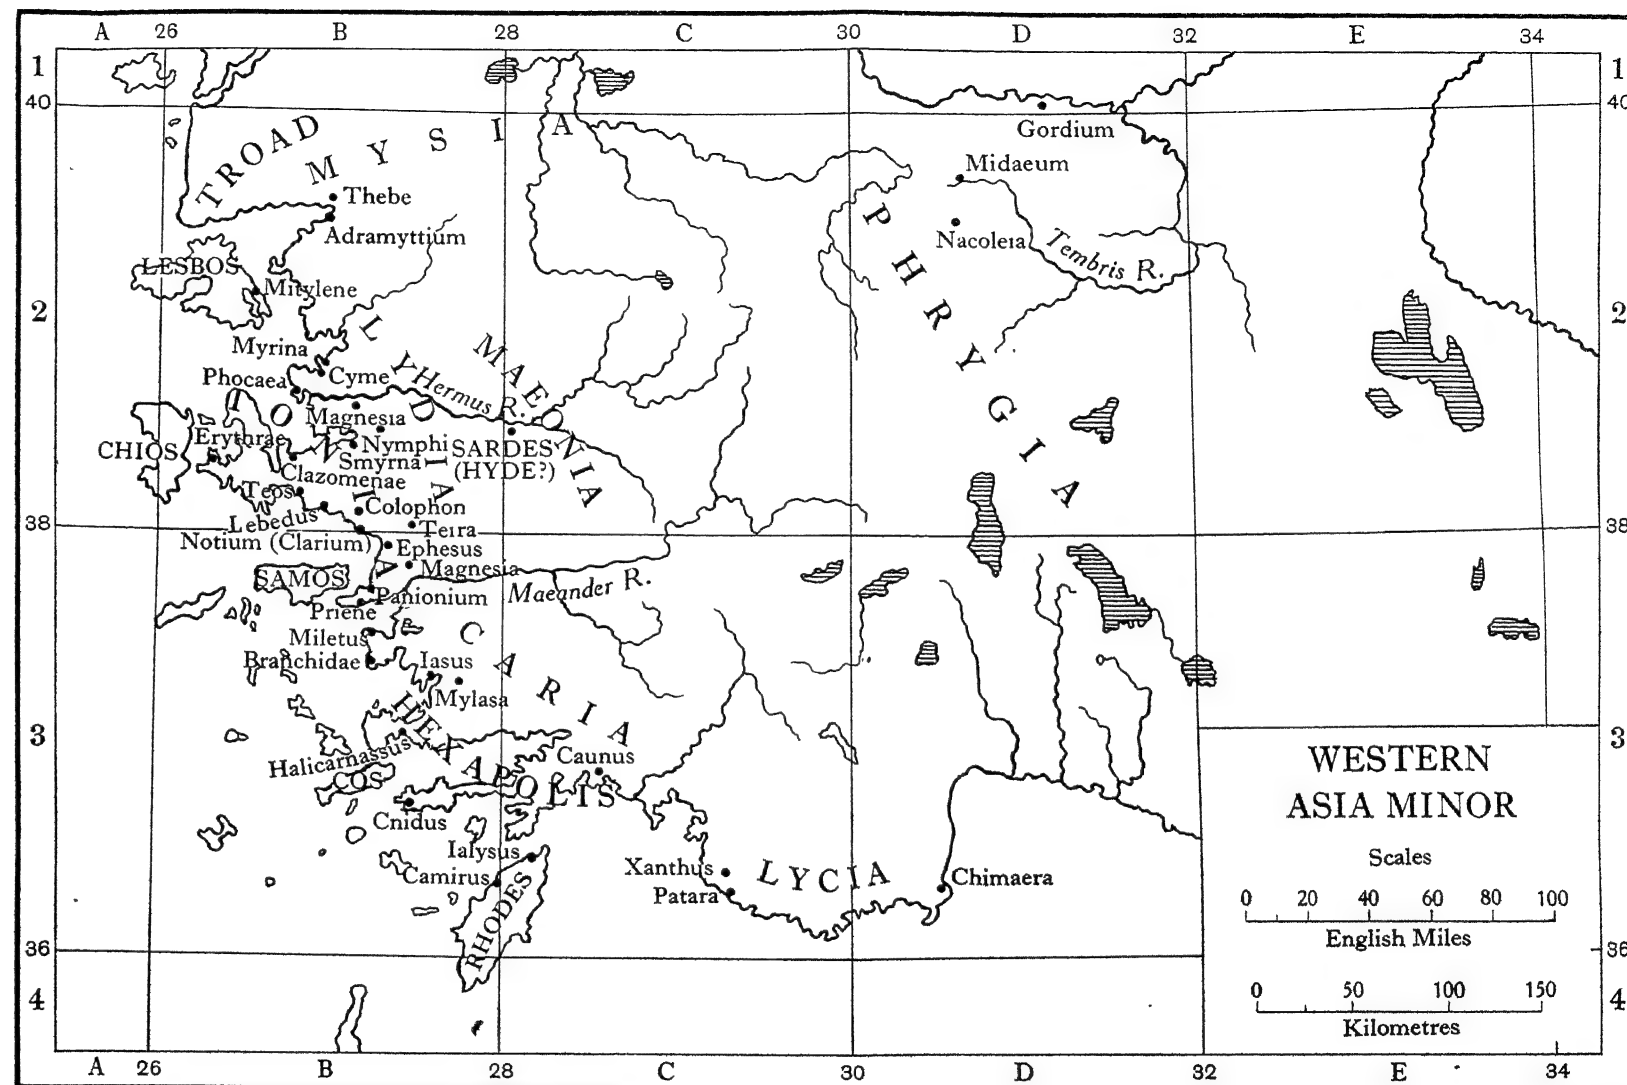 A 26 B 28 C 30 D 32 E 34
1 1
40 40
TROAD
MYSIA
Gordium
Midaeum
Thebe
Adramyttium
Nacoleia
Tembris R.
PHRYGIA
LESBOS
Mitylene
2 2
LYDIA
MAEONIA
Myrina
Phocaea
Cyme
Hermus R.
IONIA
Magnesia
Erythrae
Nymphi
SARDES
(HYDE?)
CHIOS
Smyrna
Clazomenae
Teos
Colophon
Lebedus
Teira
38 38
Notium (Clarium)
Ephesus
Magnesia
SAMOS
Maeander R.
Panionium
Priene
Miletus
CARIA
Branchidae
Iasus
Mylasa
HEXAPOLIS
3 3
Halicarnassus
Caunus
COS
Cnidus
Ialysus
Camirus
RHODES
Xanthus
Patara
LYCIA
Chimaera
WESTERN
ASIA MINOR
Scales
0 20 40 60 80 100
English Miles
0 50 100 150
Kilometres
36 36
4 4
A 26 B 28 C 30 D 32 E 34